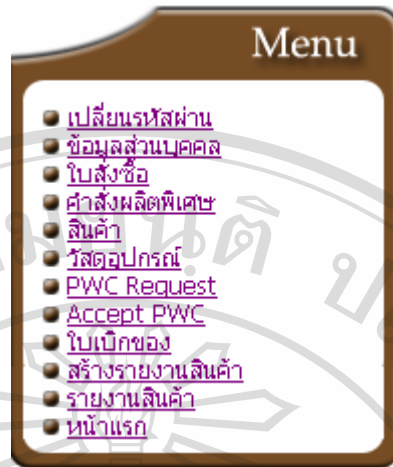 Menu
เปลี่ยนรหัสผ่าน
ข้อมูลส่วนบุคคล
ใบสั่งซื้อ
คำสั่งผลิตพิเศษ
สินค้า
วัสดุอุปกรณ์
PWC Request
Accept PWC
ใบเบิกของ
สร้างรายงานสินค้า
รายงานสินค้า
หน้าแรก